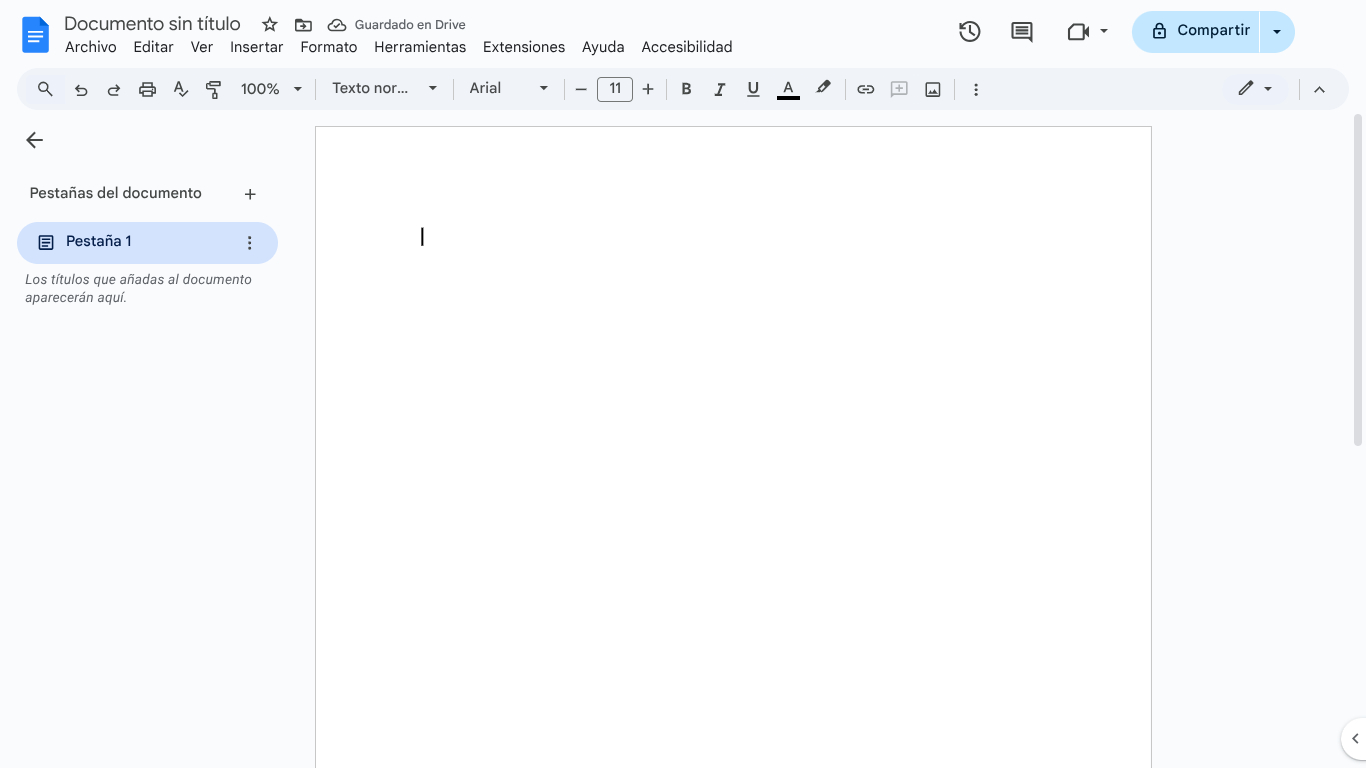 Documento sin título
Guardado en Drive
Archivo Editar Ver Insertar Formato Herramientas Extensiones Ayuda Accesibilidad
Compartir
100% Texto nor... Arial 11 B I U A
Pestañas del documento
Pestaña 1
Los títulos que añadas al documento
aparecerán aquí.